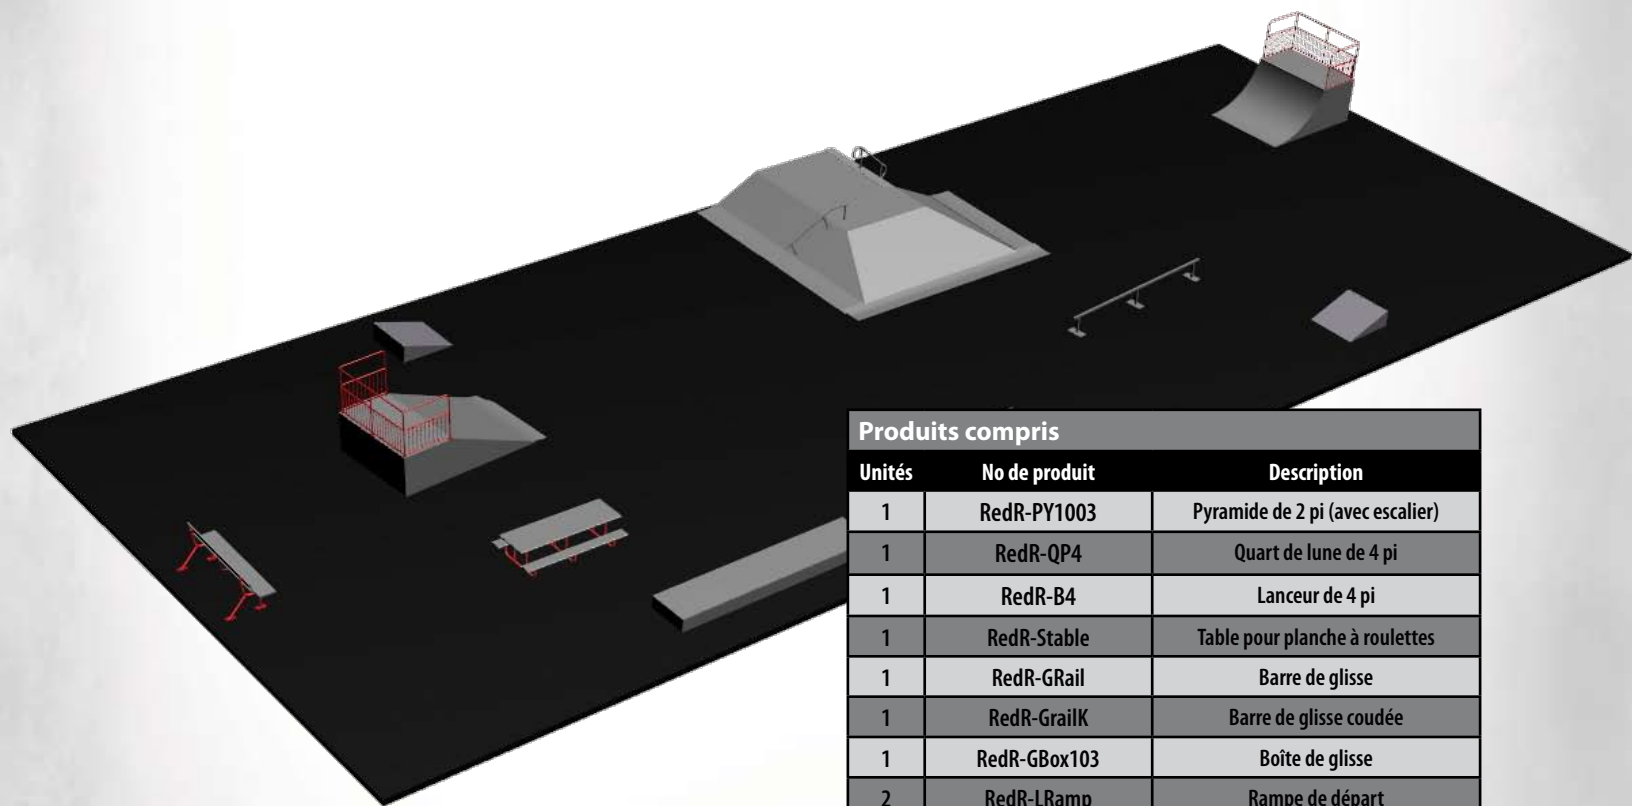 Produits compris
Unités No de produit Description
1 RedR-PY1003 Pyramide de 2 pi (avec escalier)
1 RedR-QP4 Quart de lune de 4 pi
1 RedR-B4 Lanceur de 4 pi
1 RedR-Stable Table pour planche à roulettes
1 RedR-GRail Barre de glisse
1 RedR-GrailK Barre de glisse coudée
1 RedR-GBox103 Boîte de glisse
2 RedR-LRamp Rampe de départ